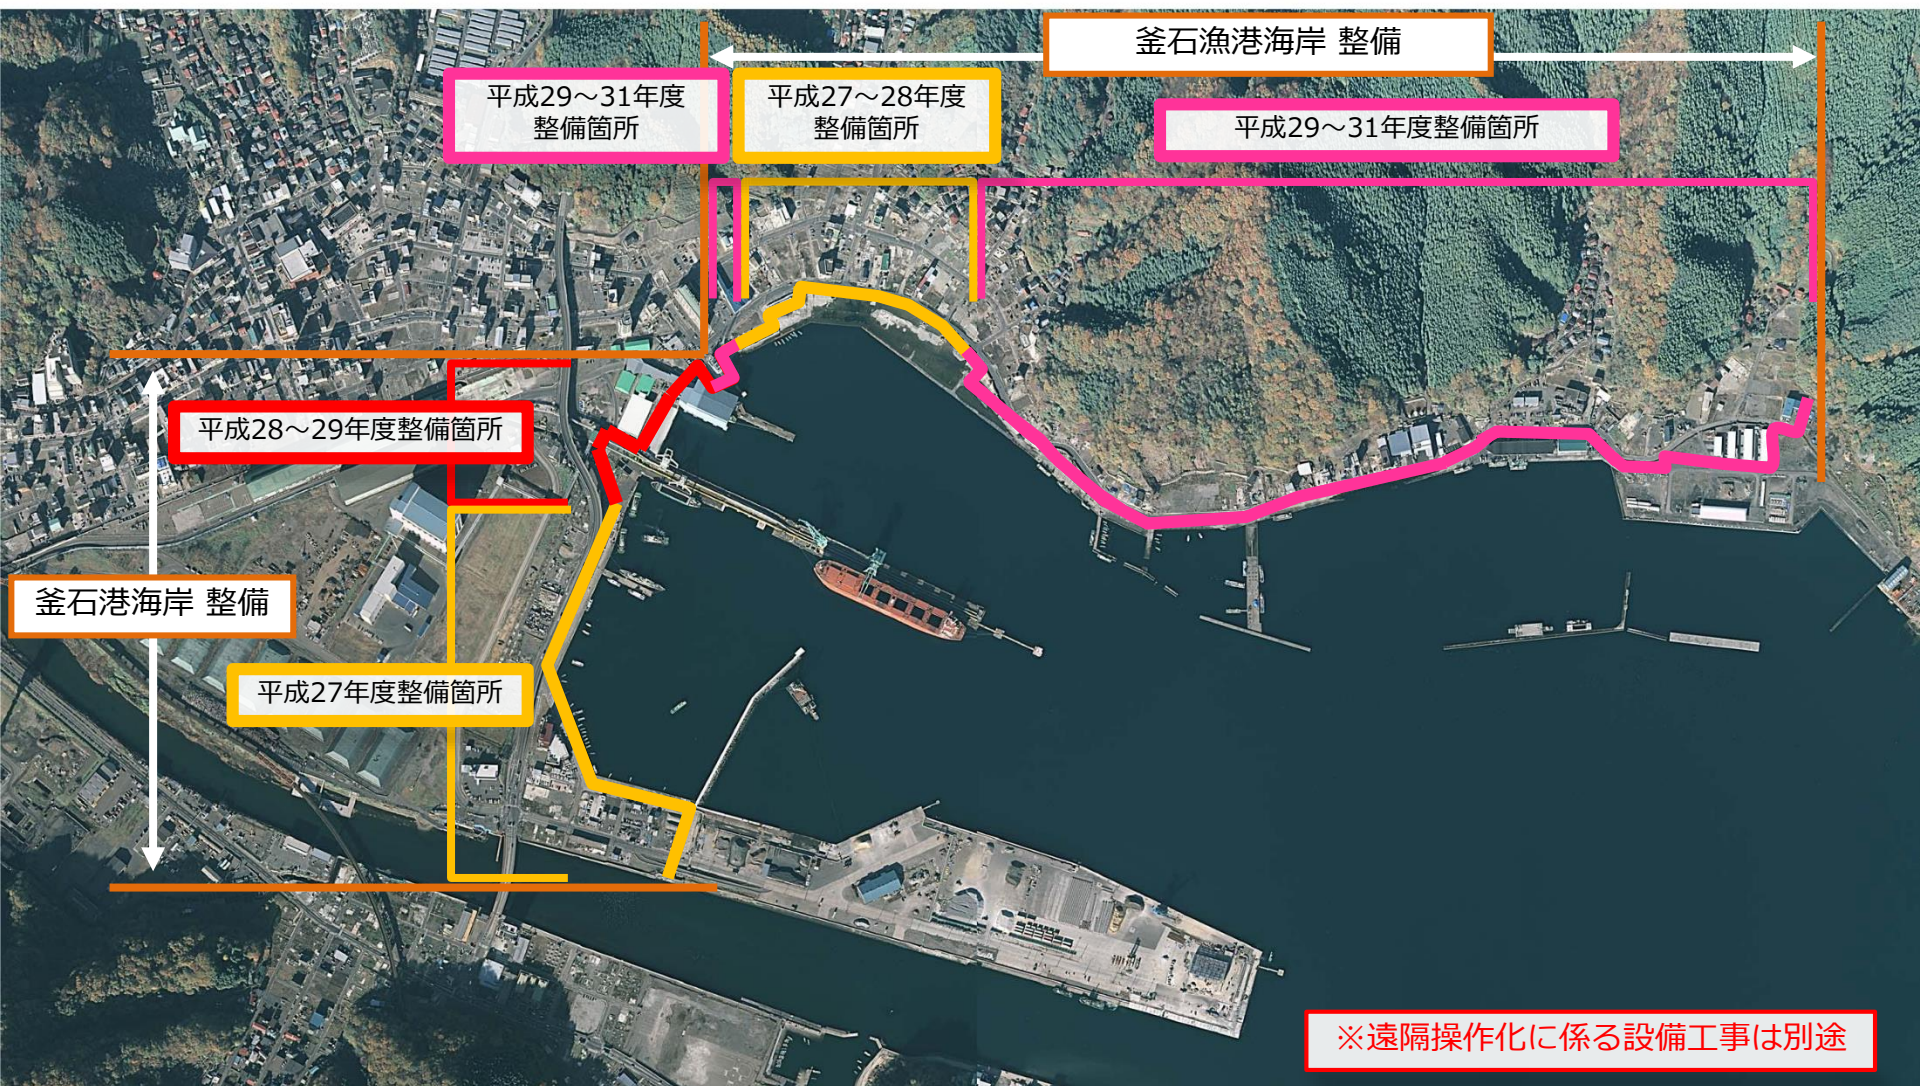 釜石漁港海岸 整備
平成29～31年度
整備箇所
平成27～28年度
整備箇所
平成29～31年度整備箇所
平成28～29年度整備箇所
釜石港海岸 整備
平成27年度整備箇所
※遠隔操作化に係る設備工事は別途